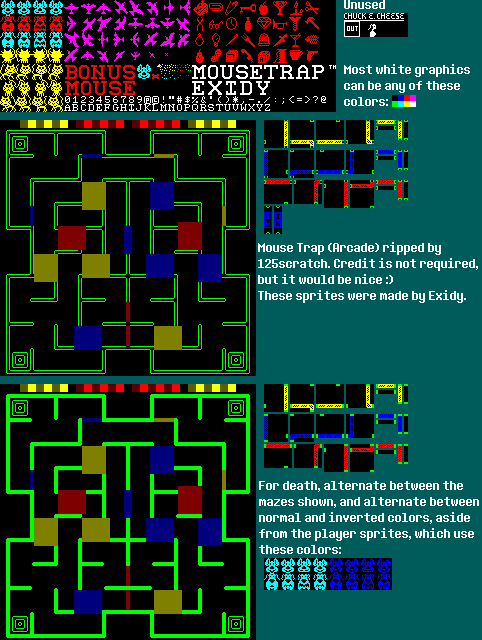 Unused
CHUCK E. CHEESE
OUT
BONUS
MOUSE
MOUSETRAP™
EXIDY
Most white graphics
can be any of these
colors:
ABCDEFGHIJKLMNOPQRSTUVWXYZ
Mouse Trap (Arcade) ripped by
125scratch. Credit is not required,
but it would be nice :)
These sprites were made by Exidy.
For death, alternate between the
mazes shown, and alternate between
normal and inverted colors, aside
from the player sprites, which use
these colors: